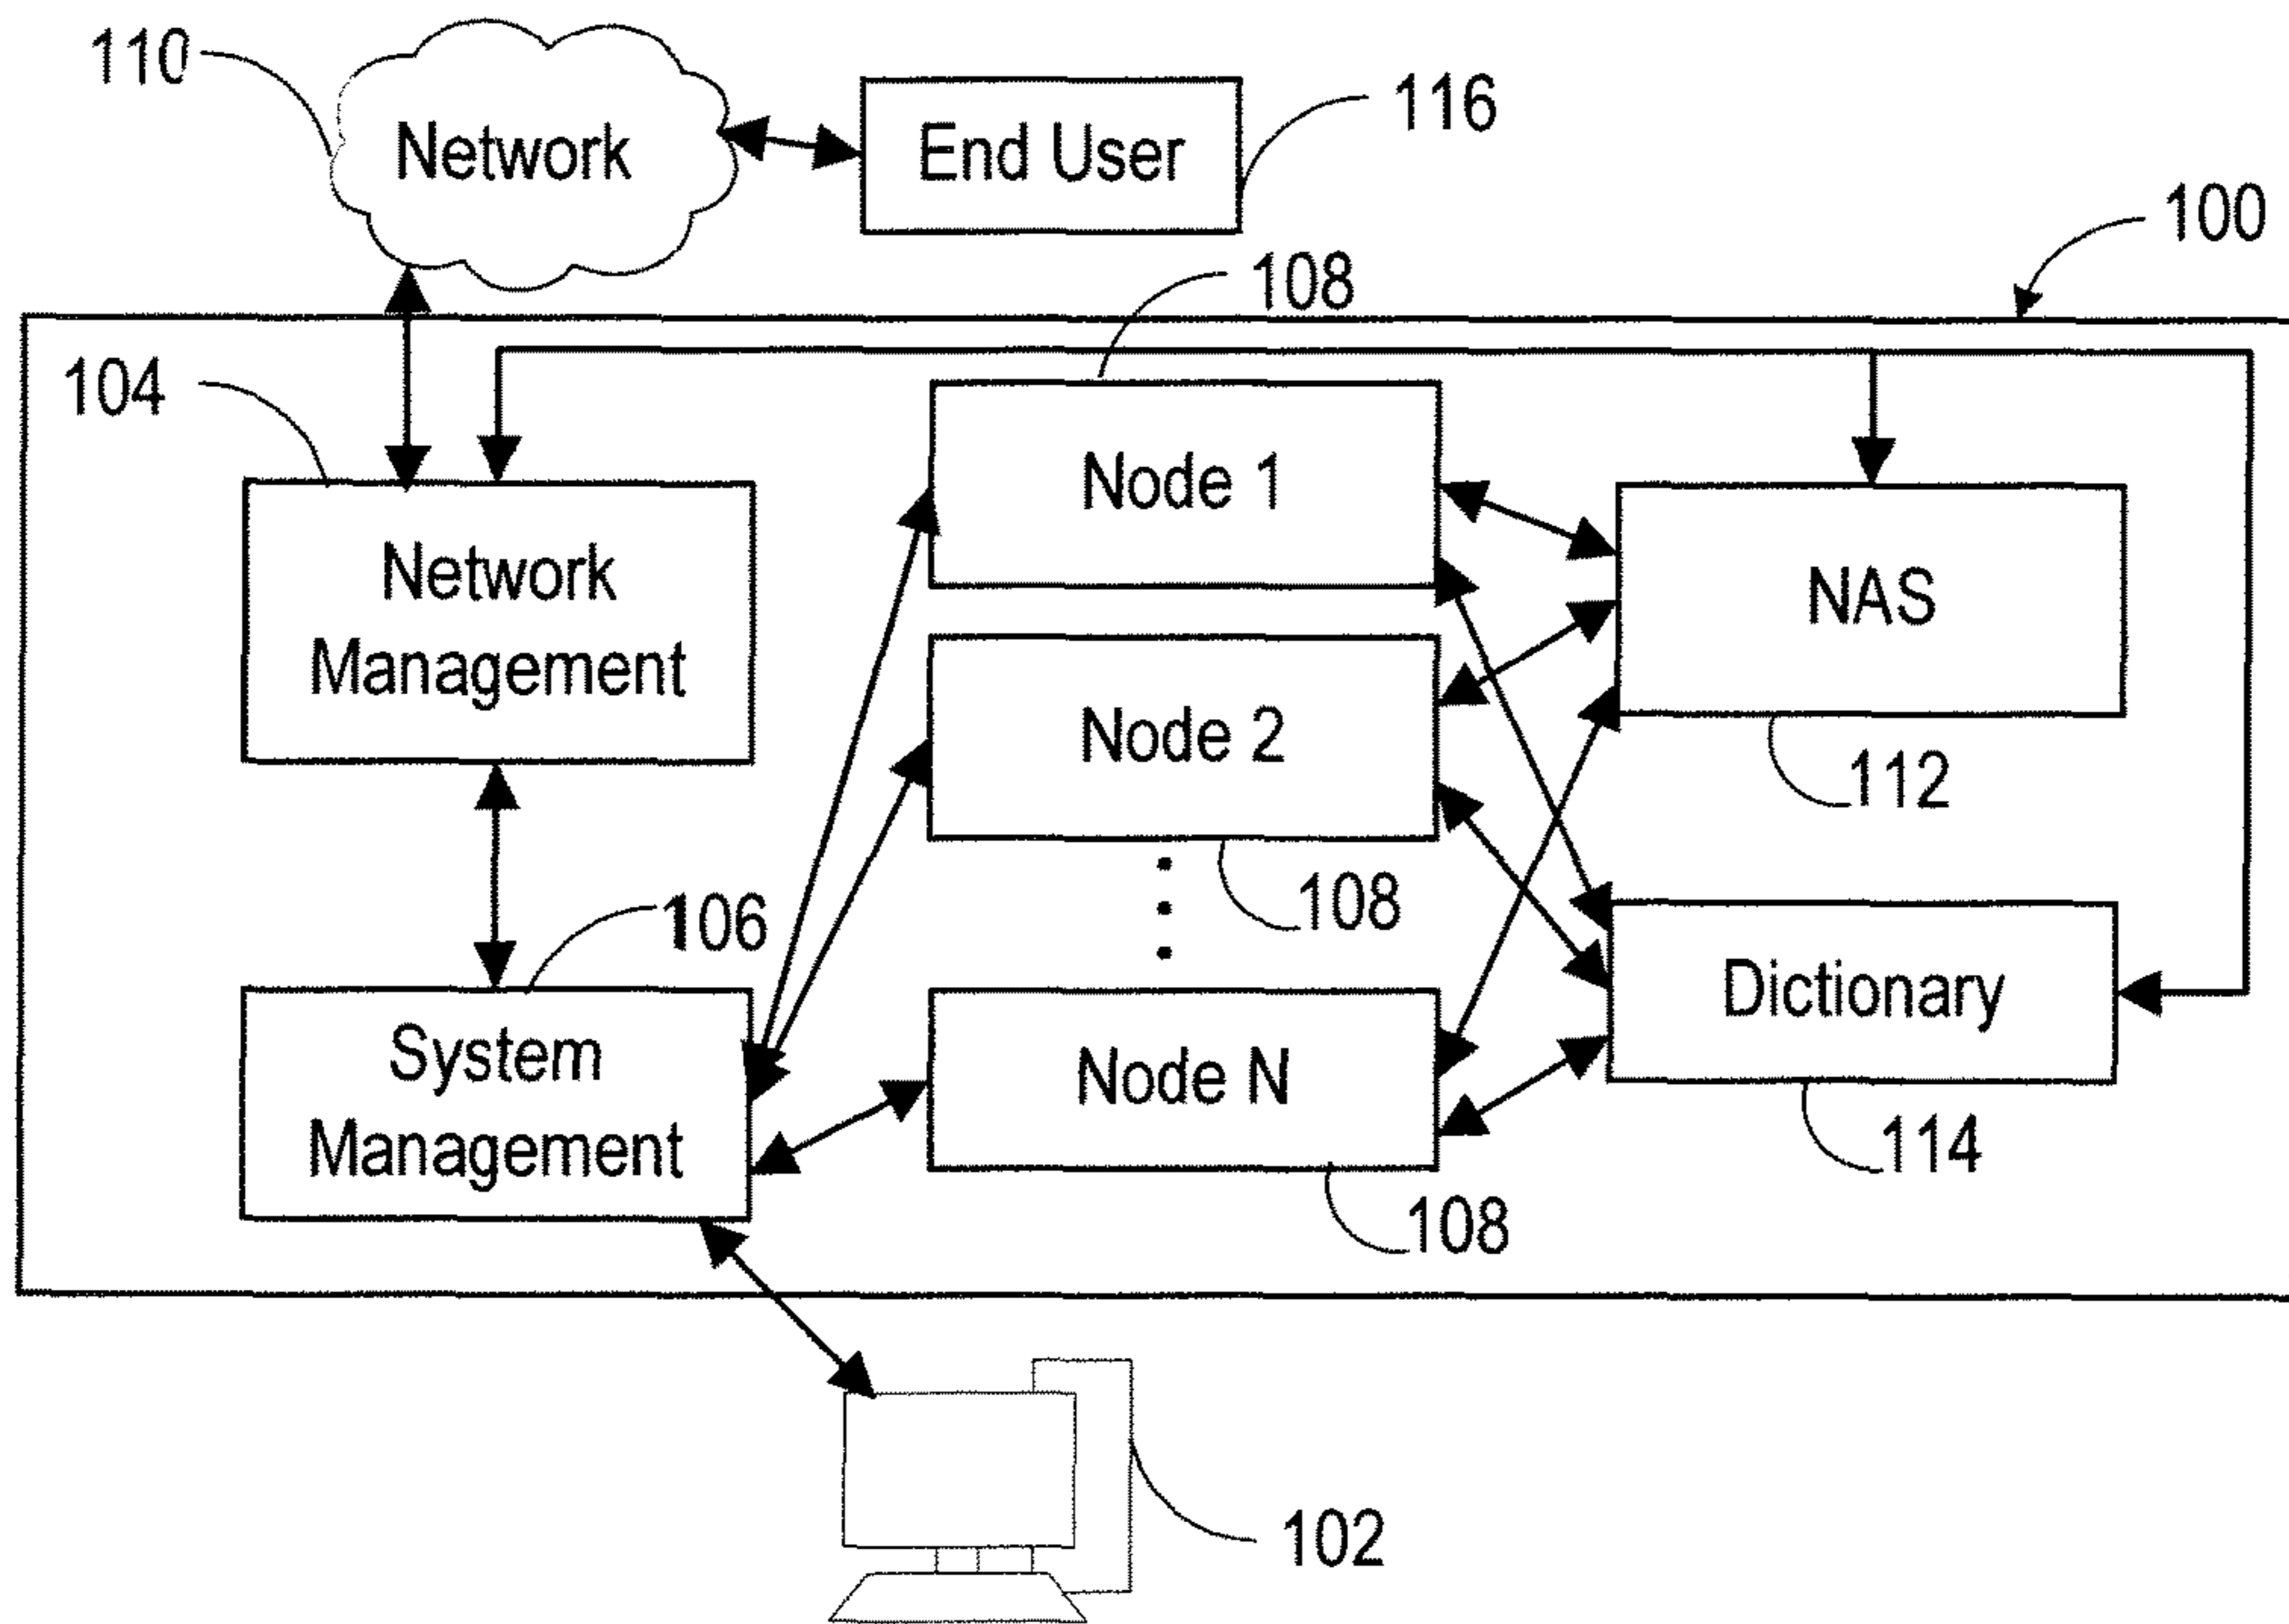 110
Network
End User
116
100
108
104
Node 1
Network
Management
NAS
Node 2
112
106
108
Dictionary
System
Management
Node N
114
108
102